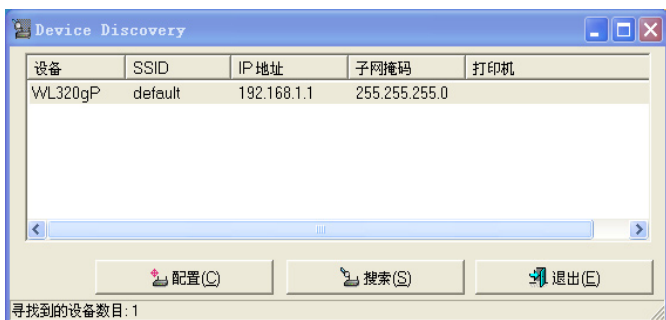 Device Discovery
设备 SSID IP地址 子网掩码 打印机
WL320gP default 192.168.1.1 255.255.255.0
配置(C) 搜索(S) 退出(E)
寻找到的设备数目: 1